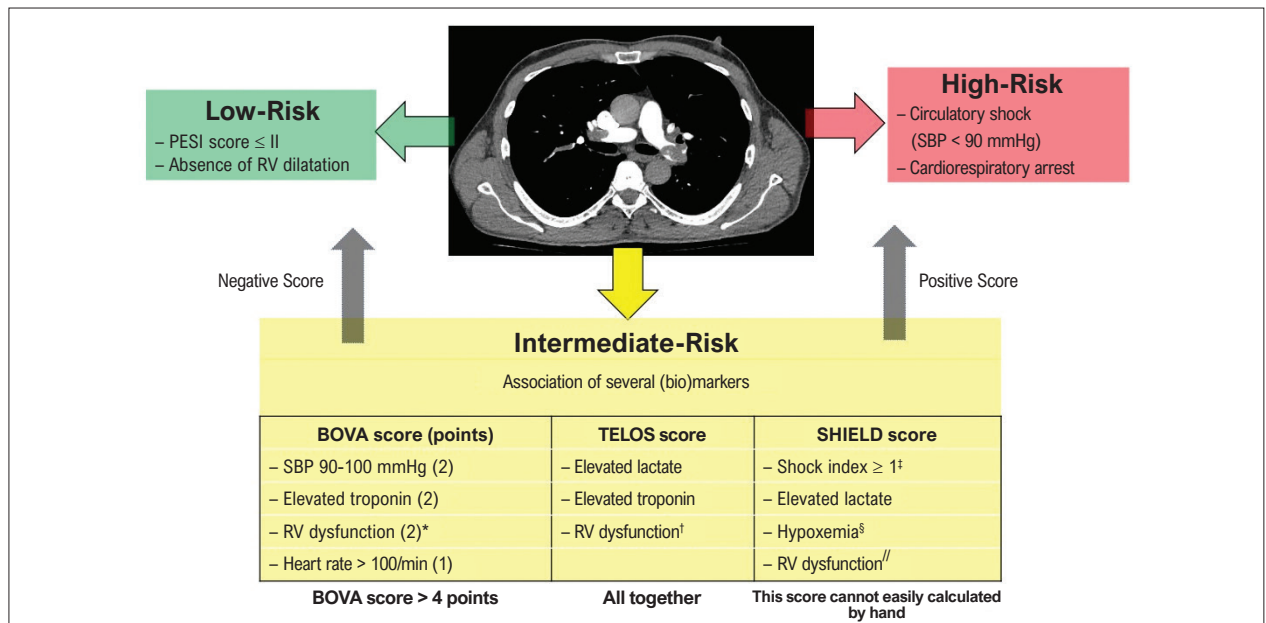 Low-Risk
– PESI score ≤ II
– Absence of RV dilatation
High-Risk
– Circulatory shock
(SBP < 90 mmHg)
– Cardiorespiratory arrest
Negative Score
Positive Score
Intermediate-Risk
Association of several (bio)markers
BOVA score (points)
– SBP 90-100 mmHg (2)
– Elevated troponin (2)
– RV dysfunction (2)*
– Heart rate > 100/min (1)
BOVA score > 4 points
TELOS score
– Elevated lactate
– Elevated troponin
– RV dysfunction†
All together
SHIELD score
– Shock index ≥ 1‡
– Elevated lactate
– Hypoxemia§
– RV dysfunction//
This score cannot easily calculated
by hand